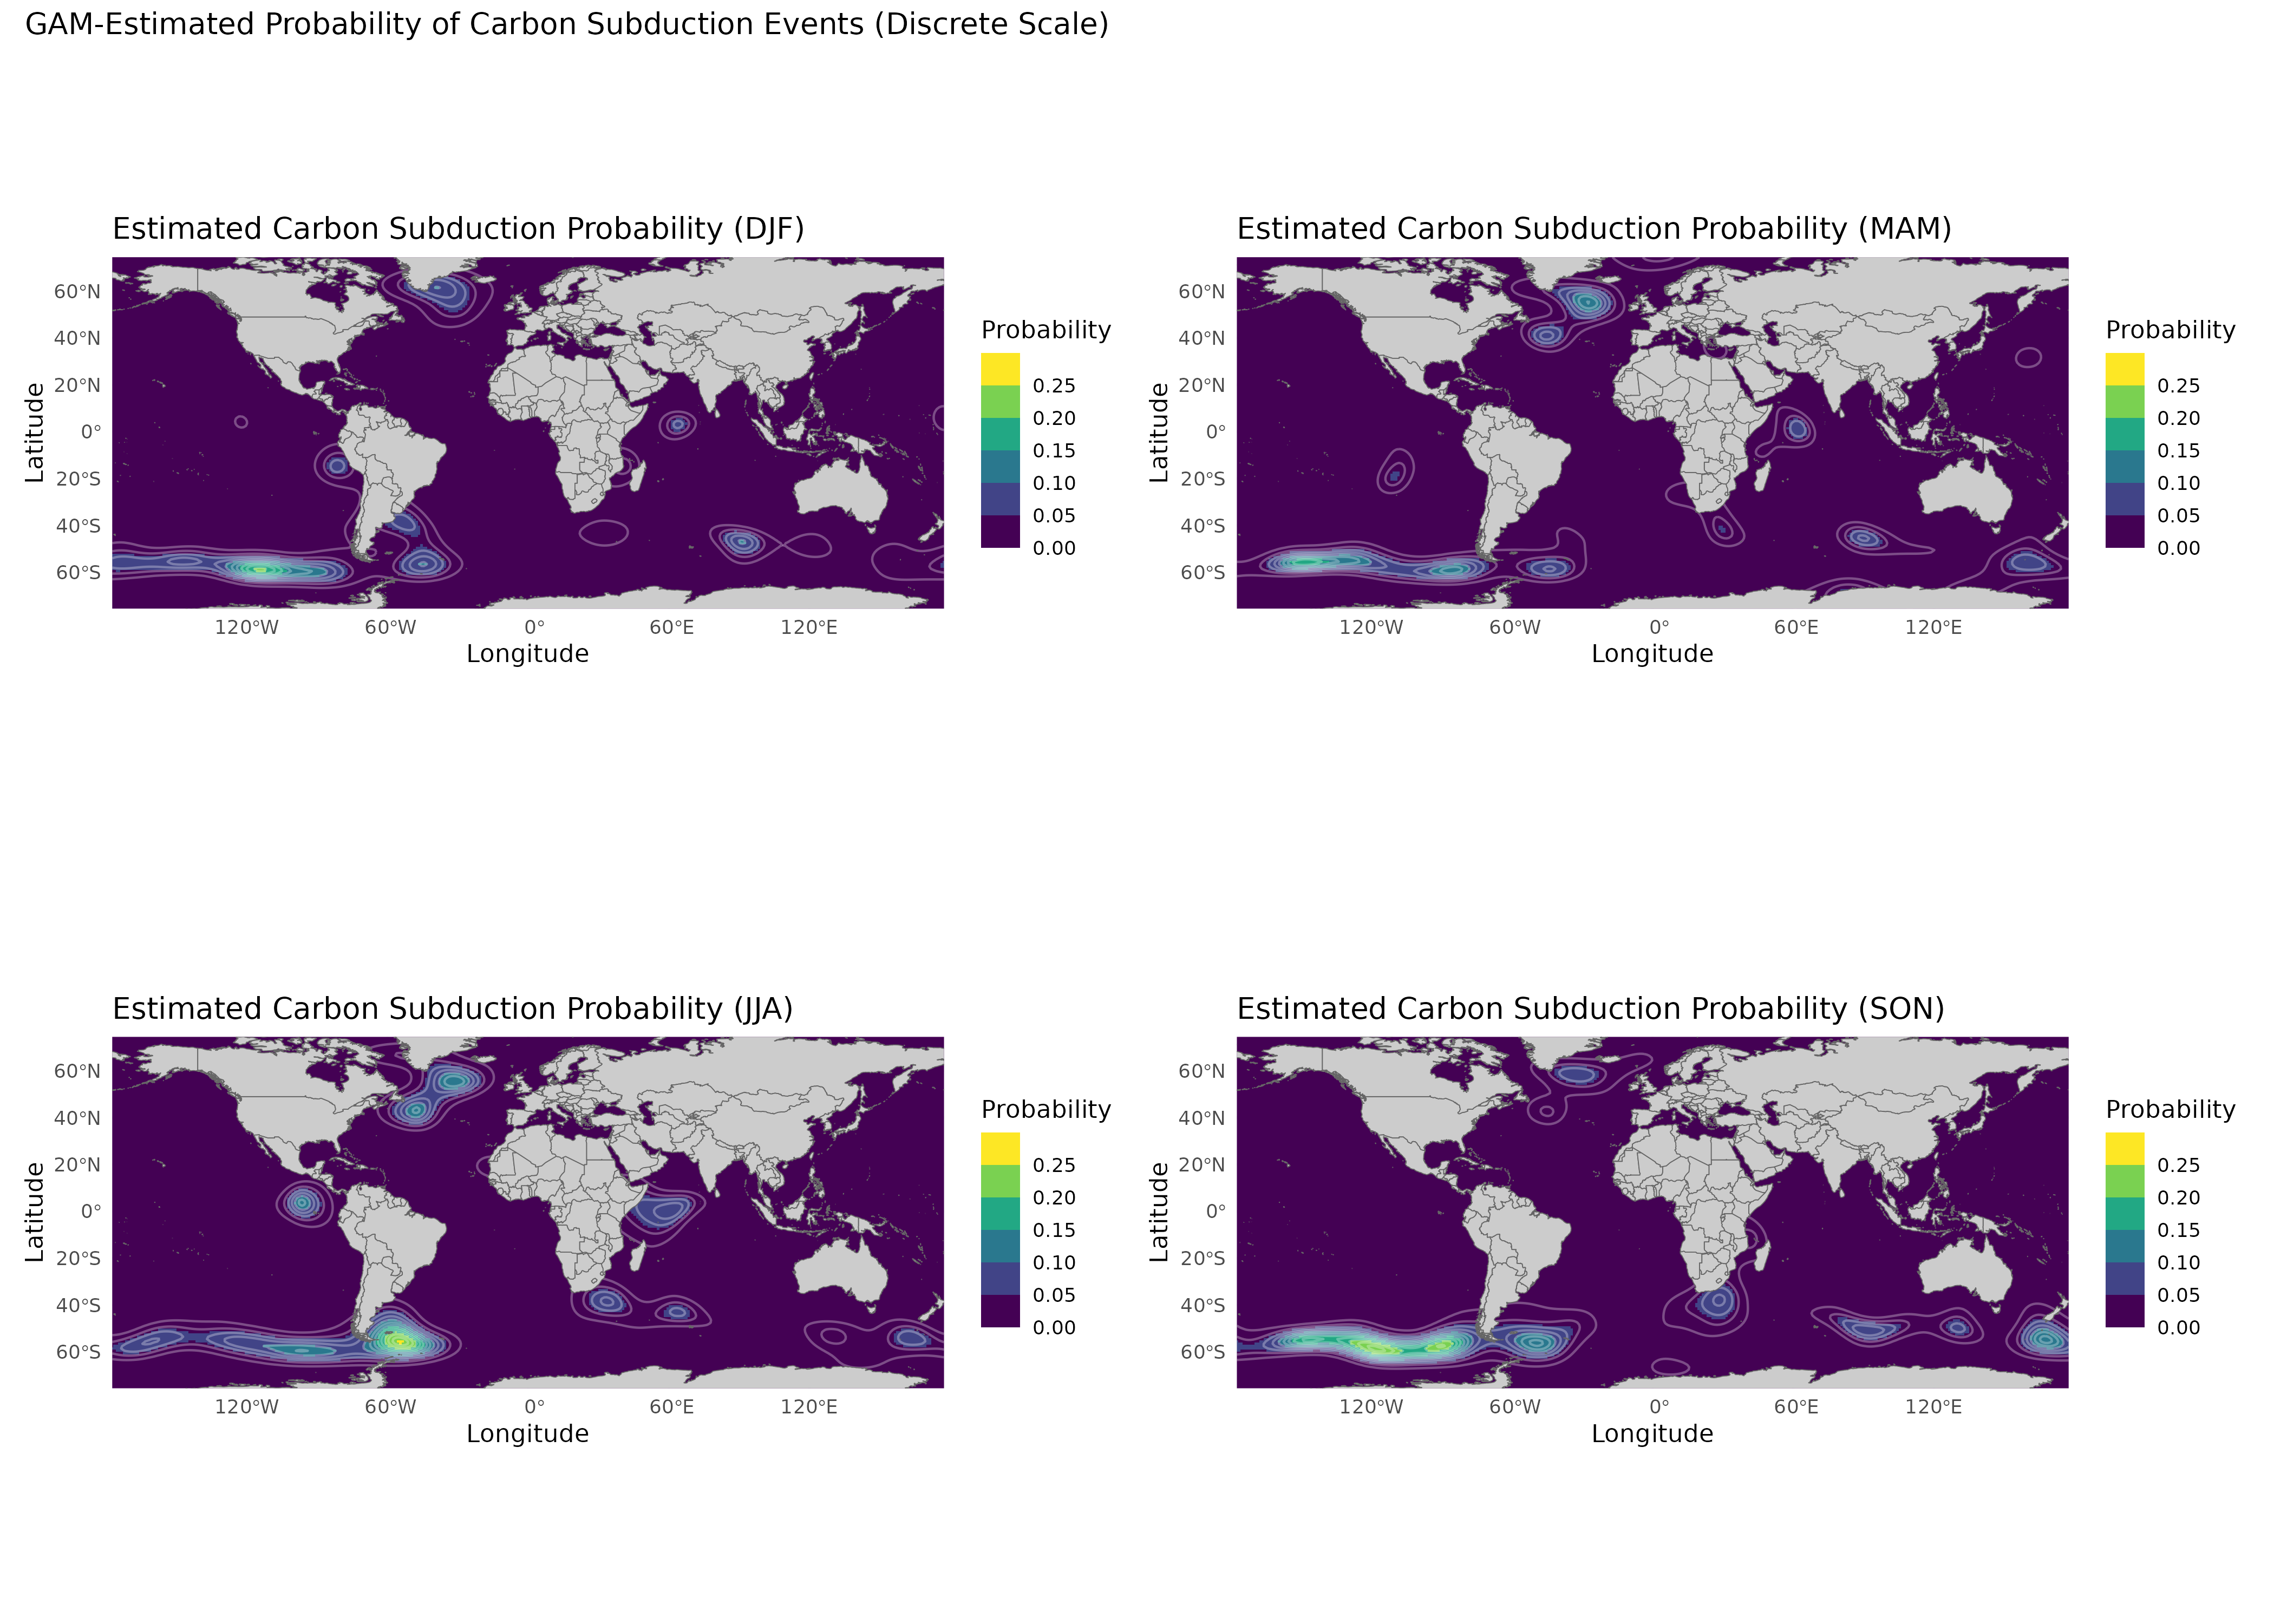 GAM-Estimated Probability of Carbon Subduction Events (Discrete Scale)
Estimated Carbon Subduction Probability (DJF)
60°N
40°N
20°N
0°
20°S
40°S
60°S
Latitude
120°W
60°W
0°
60°E
120°E
Longitude
Probability
0.25
0.20
0.15
0.10
0.05
0.00
Estimated Carbon Subduction Probability (MAM)
60°N
40°N
20°N
0°
20°S
40°S
60°S
Latitude
120°W
60°W
0°
60°E
120°E
Longitude
Probability
0.25
0.20
0.15
0.10
0.05
0.00
Estimated Carbon Subduction Probability (JJA)
60°N
40°N
20°N
0°
20°S
40°S
60°S
Latitude
120°W
60°W
0°
60°E
120°E
Longitude
Probability
0.25
0.20
0.15
0.10
0.05
0.00
Estimated Carbon Subduction Probability (SON)
60°N
40°N
20°N
0°
20°S
40°S
60°S
Latitude
120°W
60°W
0°
60°E
120°E
Longitude
Probability
0.25
0.20
0.15
0.10
0.05
0.00